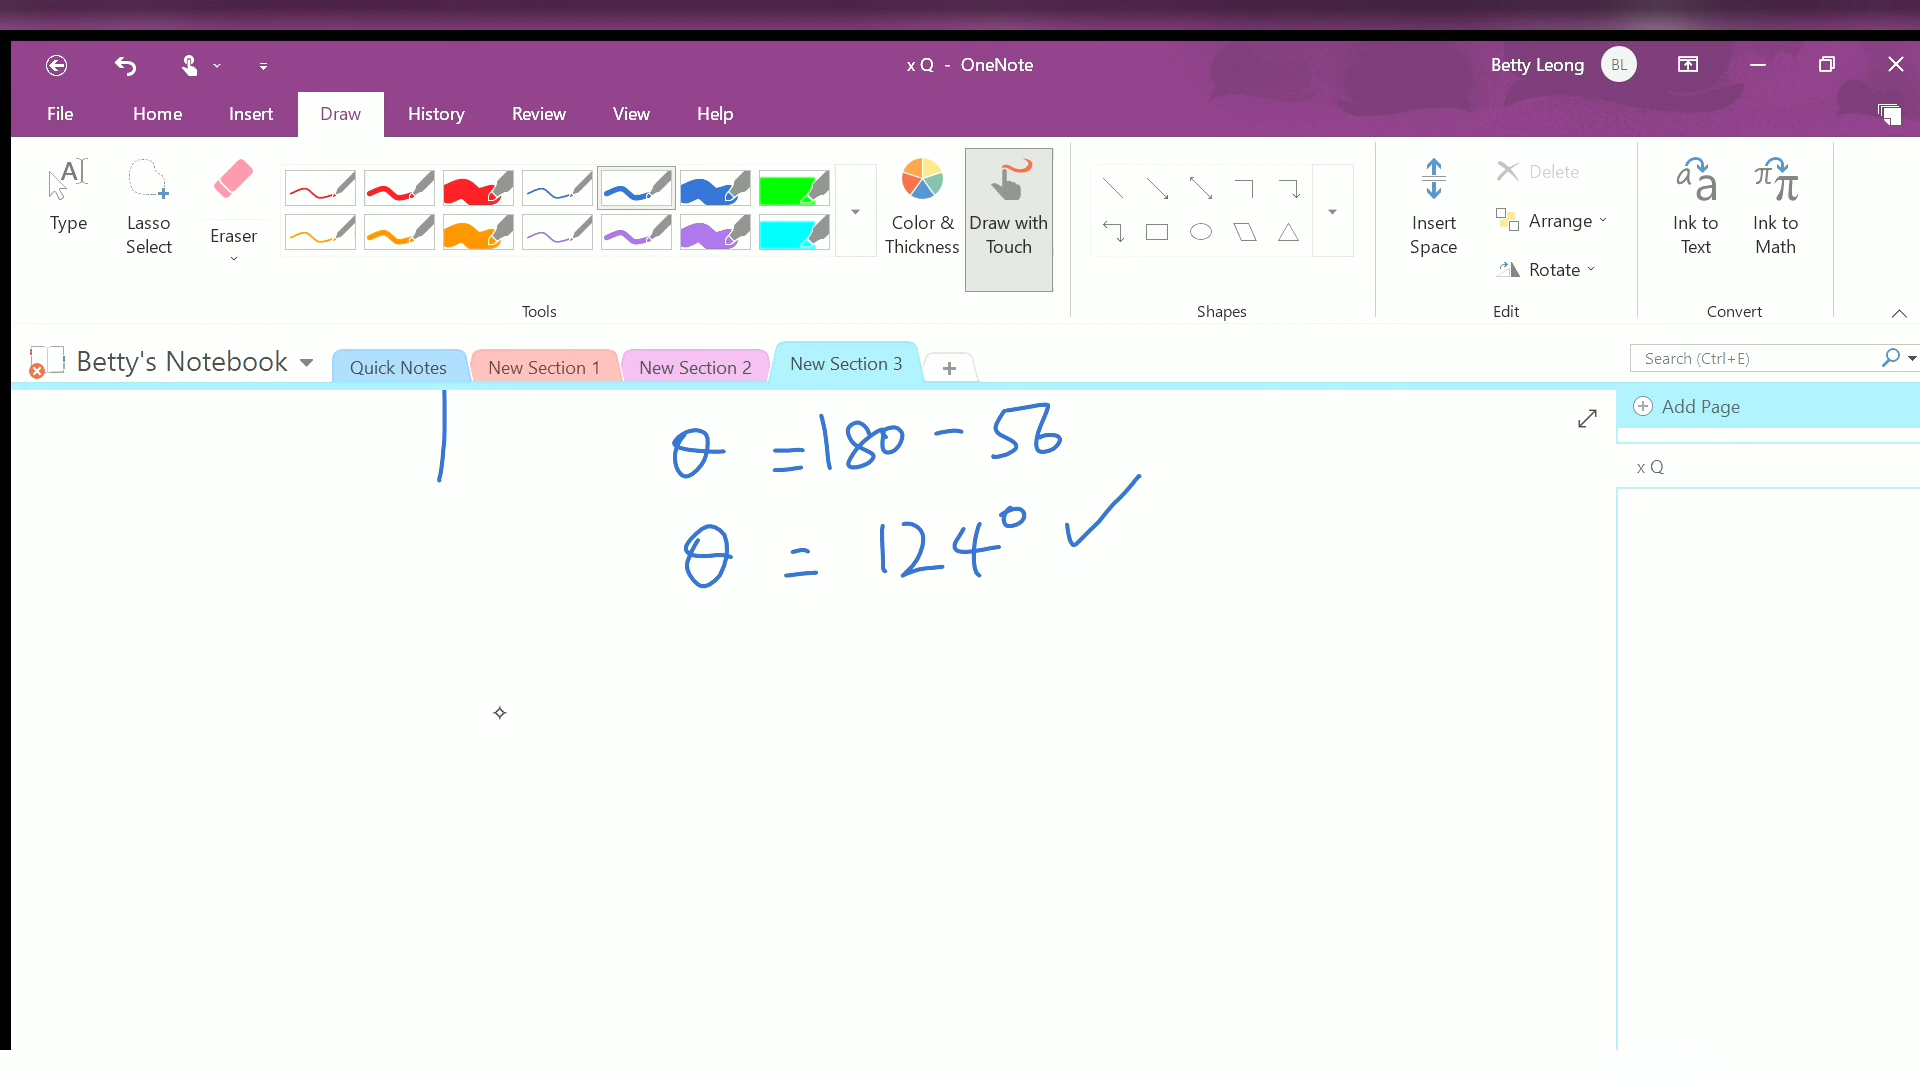 x Q - OneNote
Betty Leong BL
File Home Insert Draw History Review View Help
Type
Lasso Select
Eraser
Color & Thickness
Draw with Touch
Insert Space
Delete
Arrange
Rotate
Ink to Text
Ink to Math
Tools
Shapes
Edit
Convert
Betty's Notebook
Quick Notes
New Section 1
New Section 2
New Section 3
Search (Ctrl+E)
Add Page
x Q
θ = 180 - 56
θ = 124° ✓